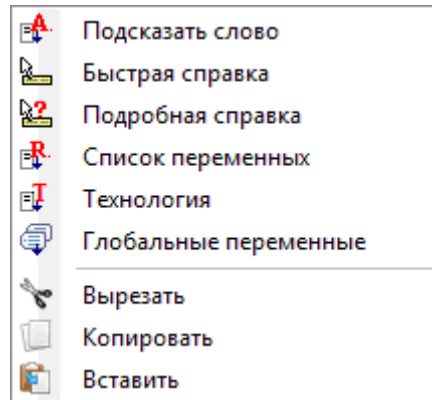 Подсказать слово
Быстрая справка
Подробная справка
Список переменных
Технология
Глобальные переменные
Вырезать
Копировать
Вставить